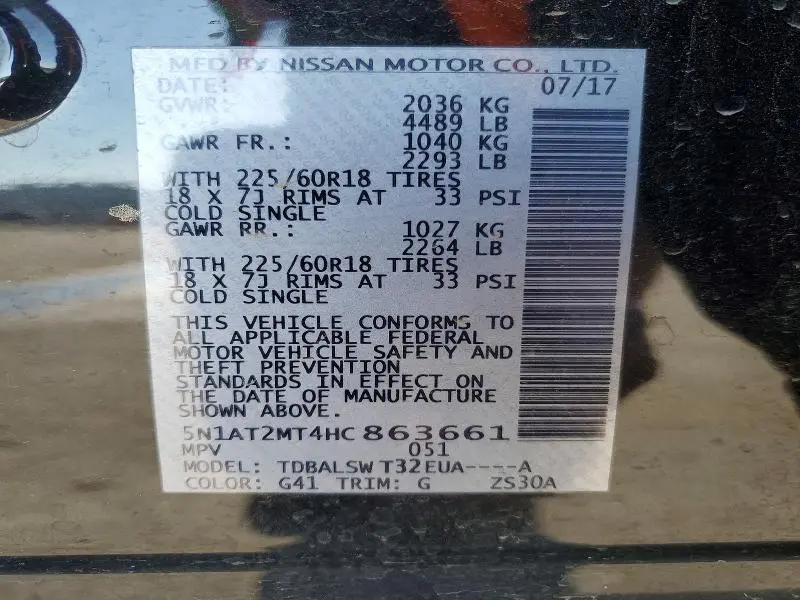 MFD BY NISSAN MOTOR CO., LTD.
DATE: 07/17
GVWR: 2036 KG
4489 LB
GAWR FR.: 1040 KG
2293 LB
WITH 225/60R18 TIRES
18 X 7J RIMS AT 33 PSI
COLD SINGLE
GAWR RR.: 1027 KG
2264 LB
WITH 225/60R18 TIRES
18 X 7J RIMS AT 33 PSI
COLD SINGLE
THIS VEHICLE CONFORMS TO
ALL APPLICABLE FEDERAL
MOTOR VEHICLE SAFETY AND
THEFT PREVENTION
STANDARDS IN EFFECT ON
THE DATE OF MANUFACTURE
SHOWN ABOVE.
5N1AT2MT4HC863661
MPV 051
MODEL: TDBALSW T32EUA----A
COLOR: G41 TRIM: G ZS30A